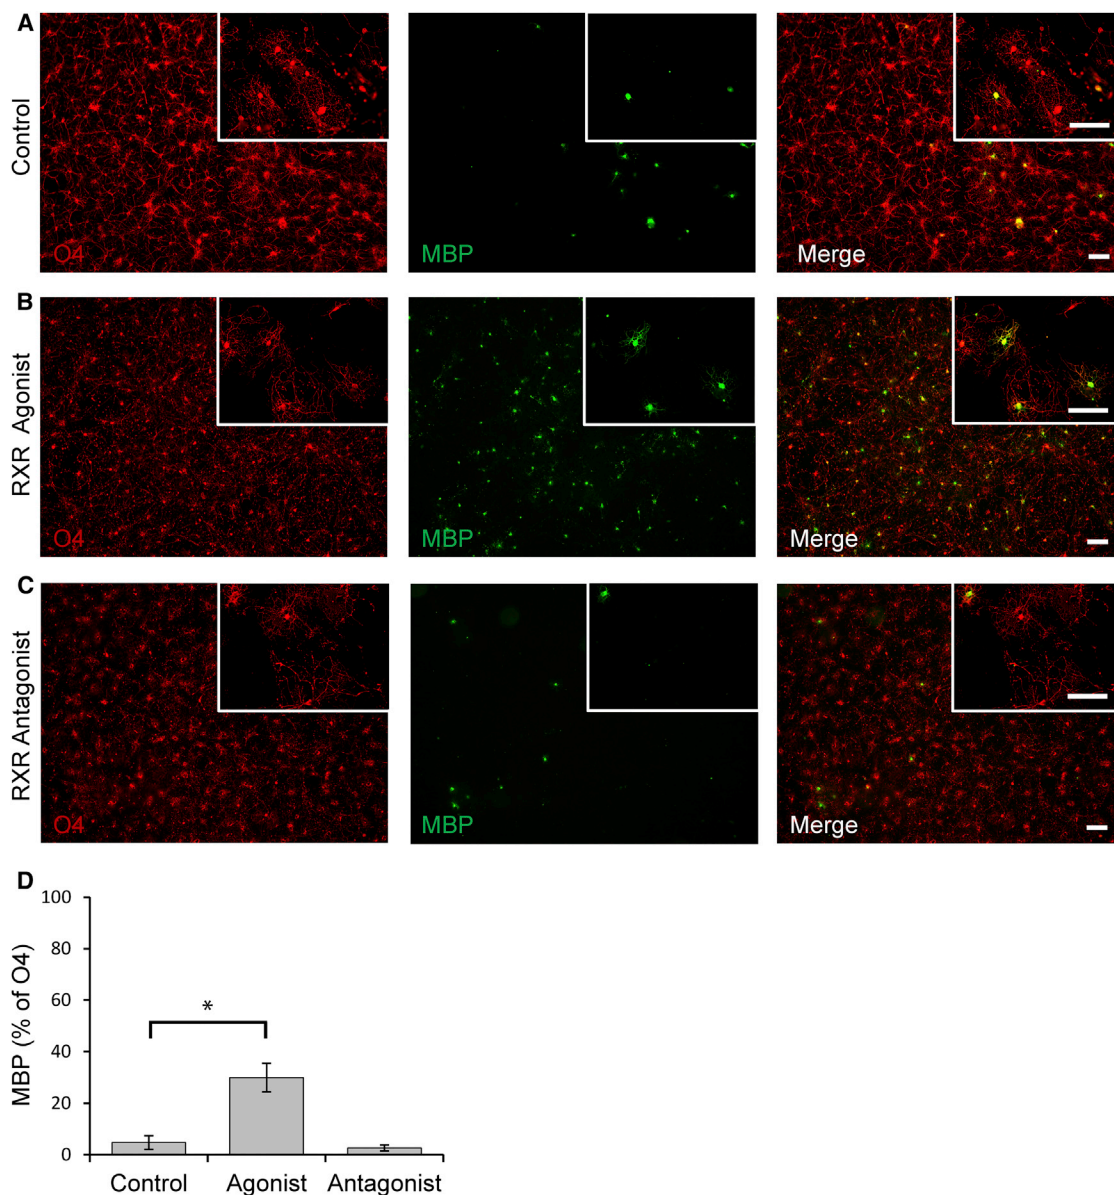 A
Control
O4
MBP
Merge
B
RXR Agonist
O4
MBP
Merge
C
RXR Antagonist
O4
MBP
Merge
D
MBP (% of O4)
100
80
60
40
20
0
*
Control Agonist Antagonist